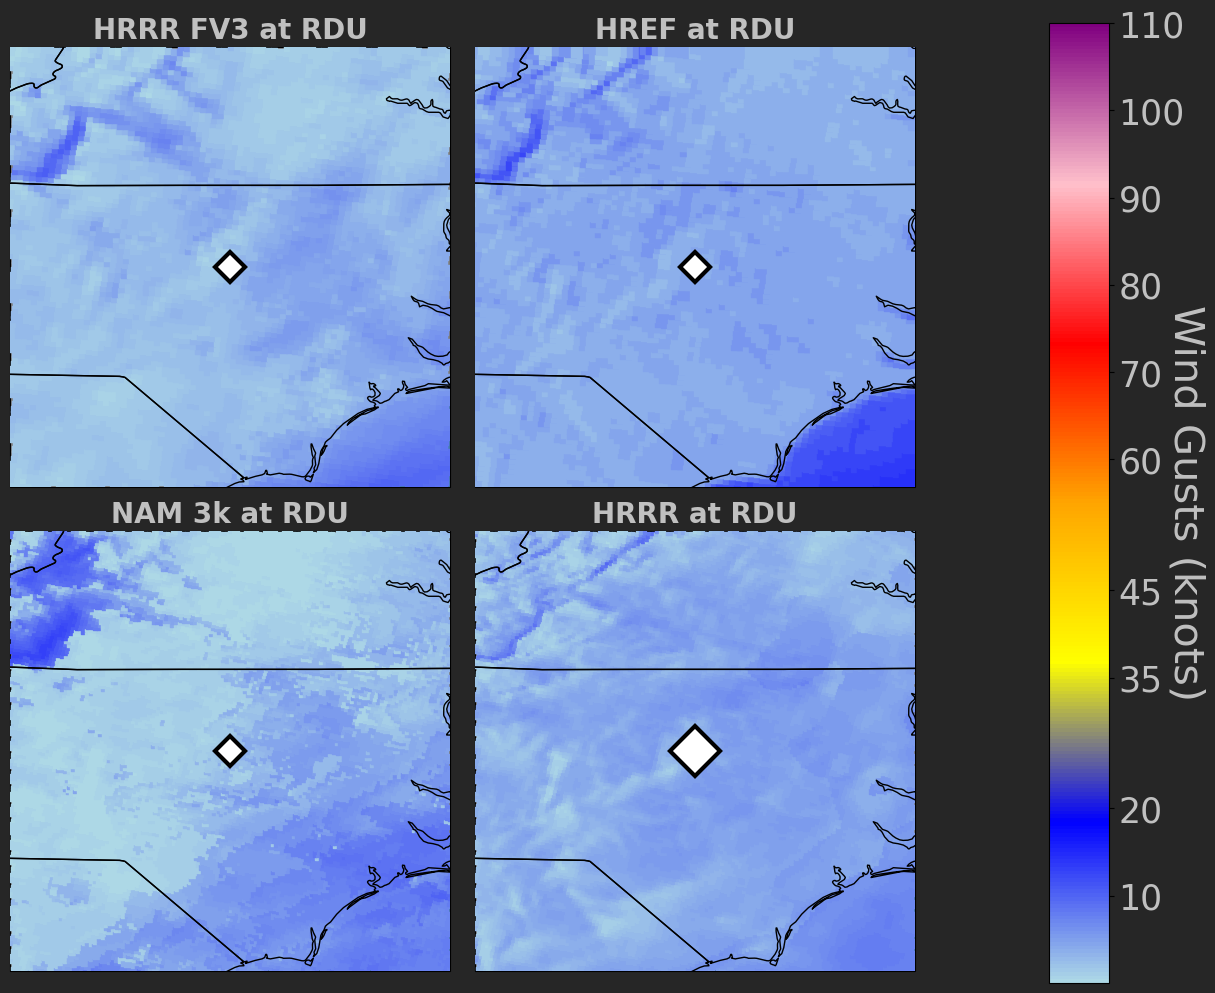 HRRR FV3 at RDU
HREF at RDU
NAM 3k at RDU
HRRR at RDU
110
100
90
80
70
60
45
35
20
10
Wind Gusts (knots)